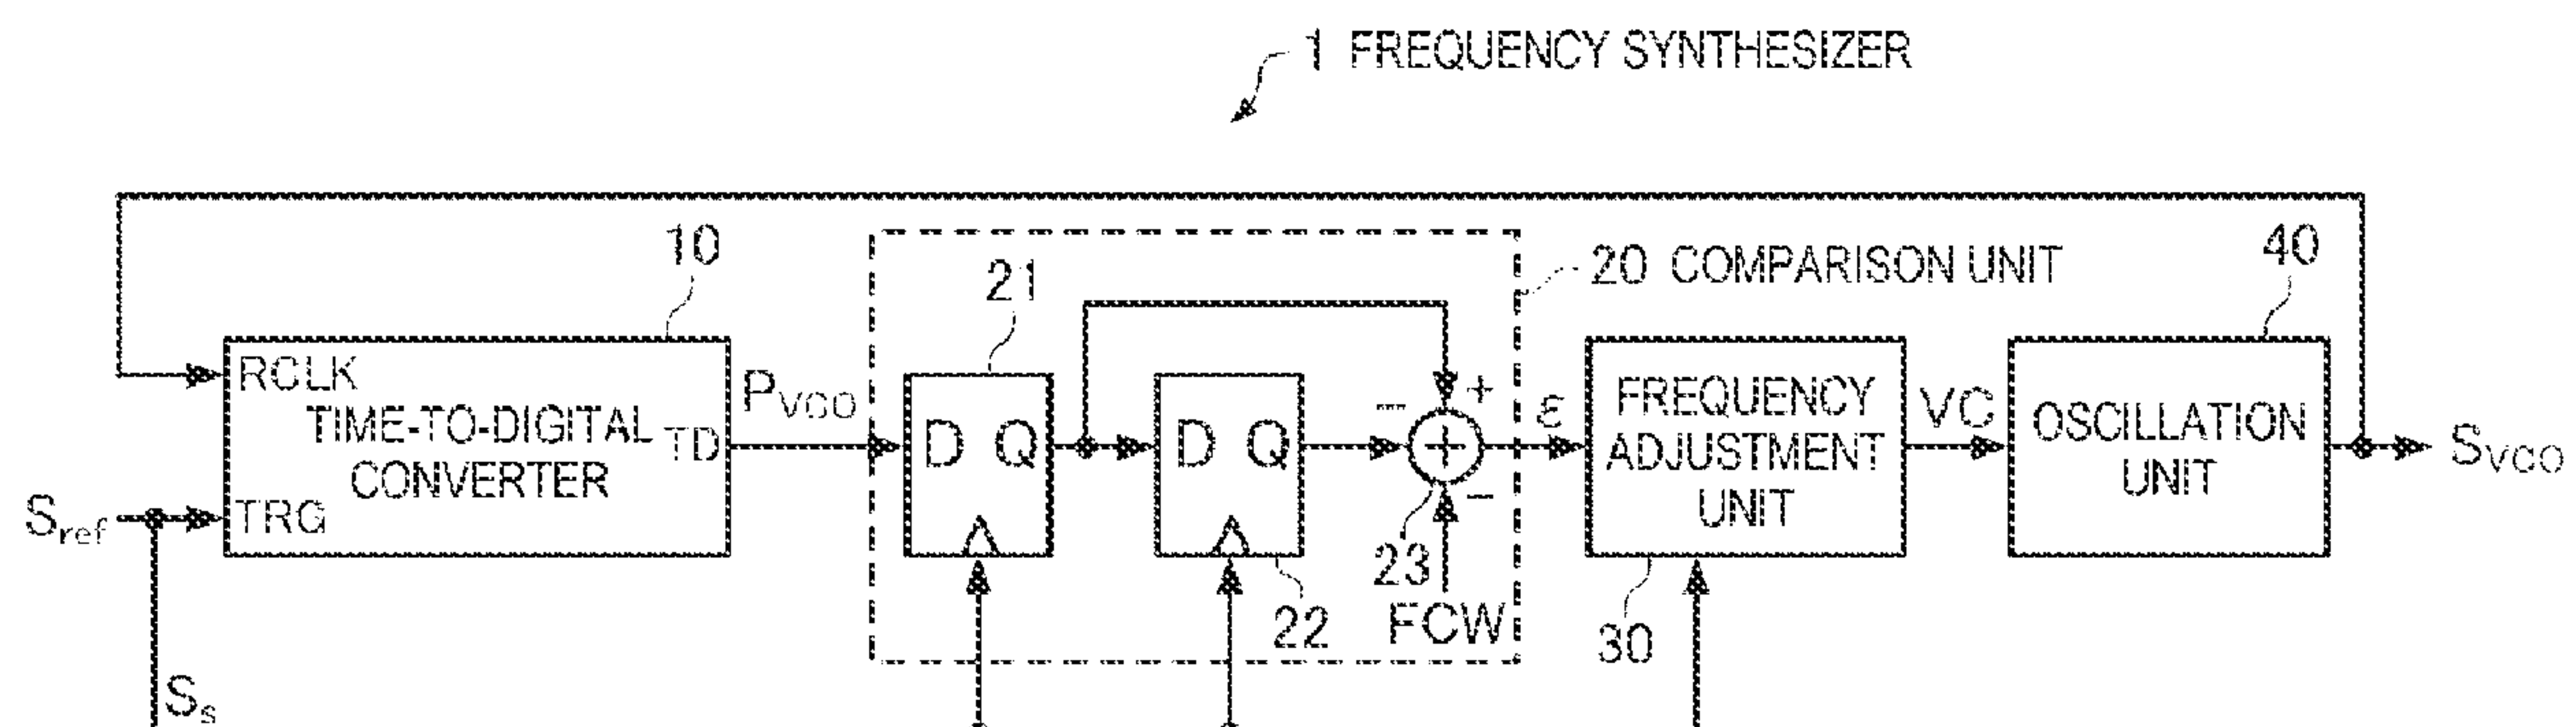 1 FREQUENCY SYNTHESIZER
10
21
20 COMPARISON UNIT
40
RCLK
TIME-TO-DIGITAL
CONVERTER
TD
TRG
Sref
Ss
PVCO
D Q
D Q
22
− +
+
−
23
FCW
ε
FREQUENCY
ADJUSTMENT
UNIT
30
VC
OSCILLATION
UNIT
SVCO